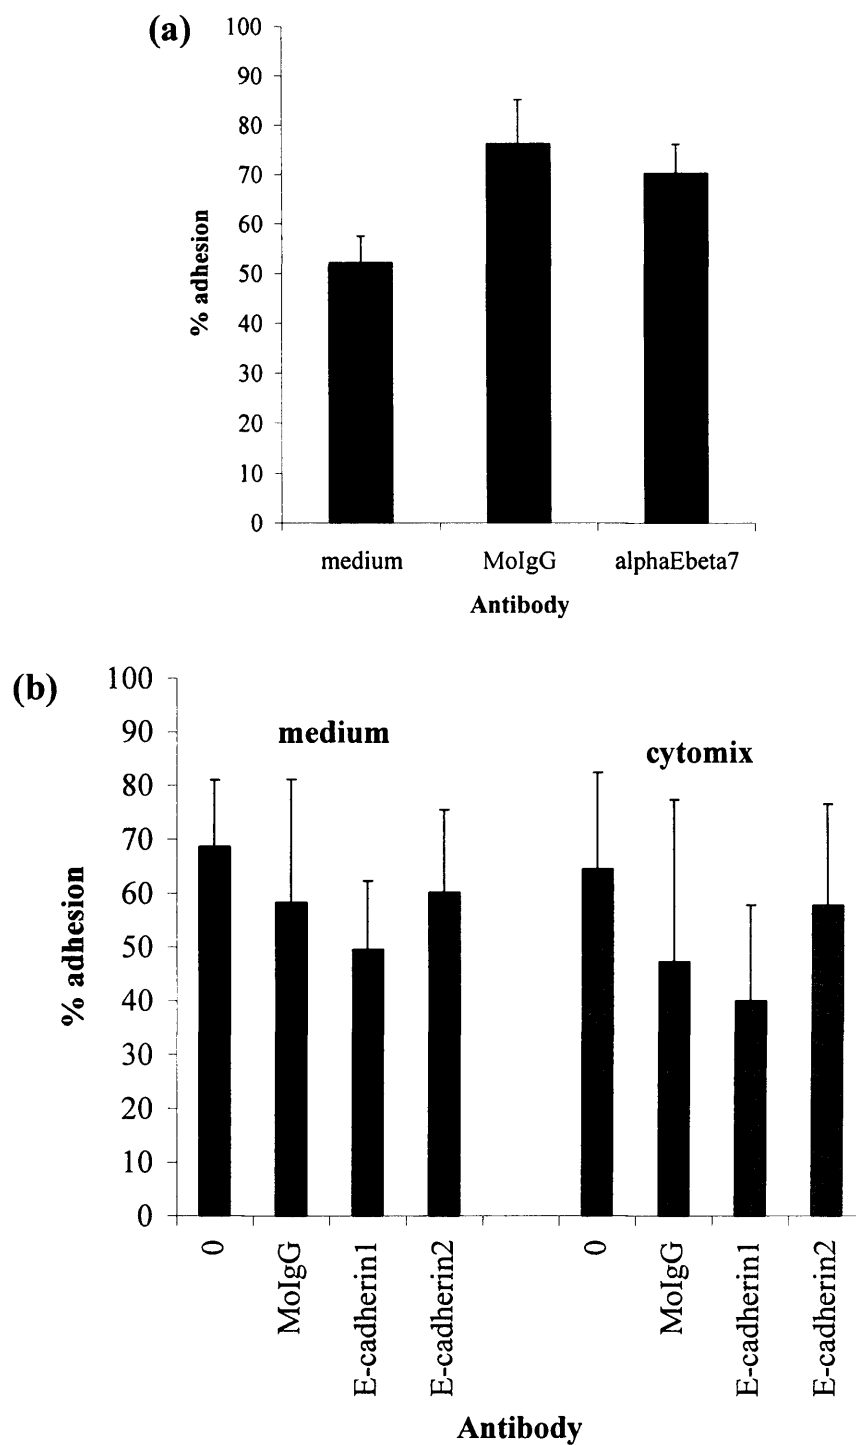 (a)
100
90
80
70
60
50
40
30
20
10
0
% adhesion
medium MoIgG alphaEbeta7
Antibody
(b)
100
90
80
70
60
50
40
30
20
10
0
% adhesion
medium
cytomix
0 MoIgG E-cadherin1 E-cadherin2 0 MoIgG E-cadherin1 E-cadherin2
Antibody